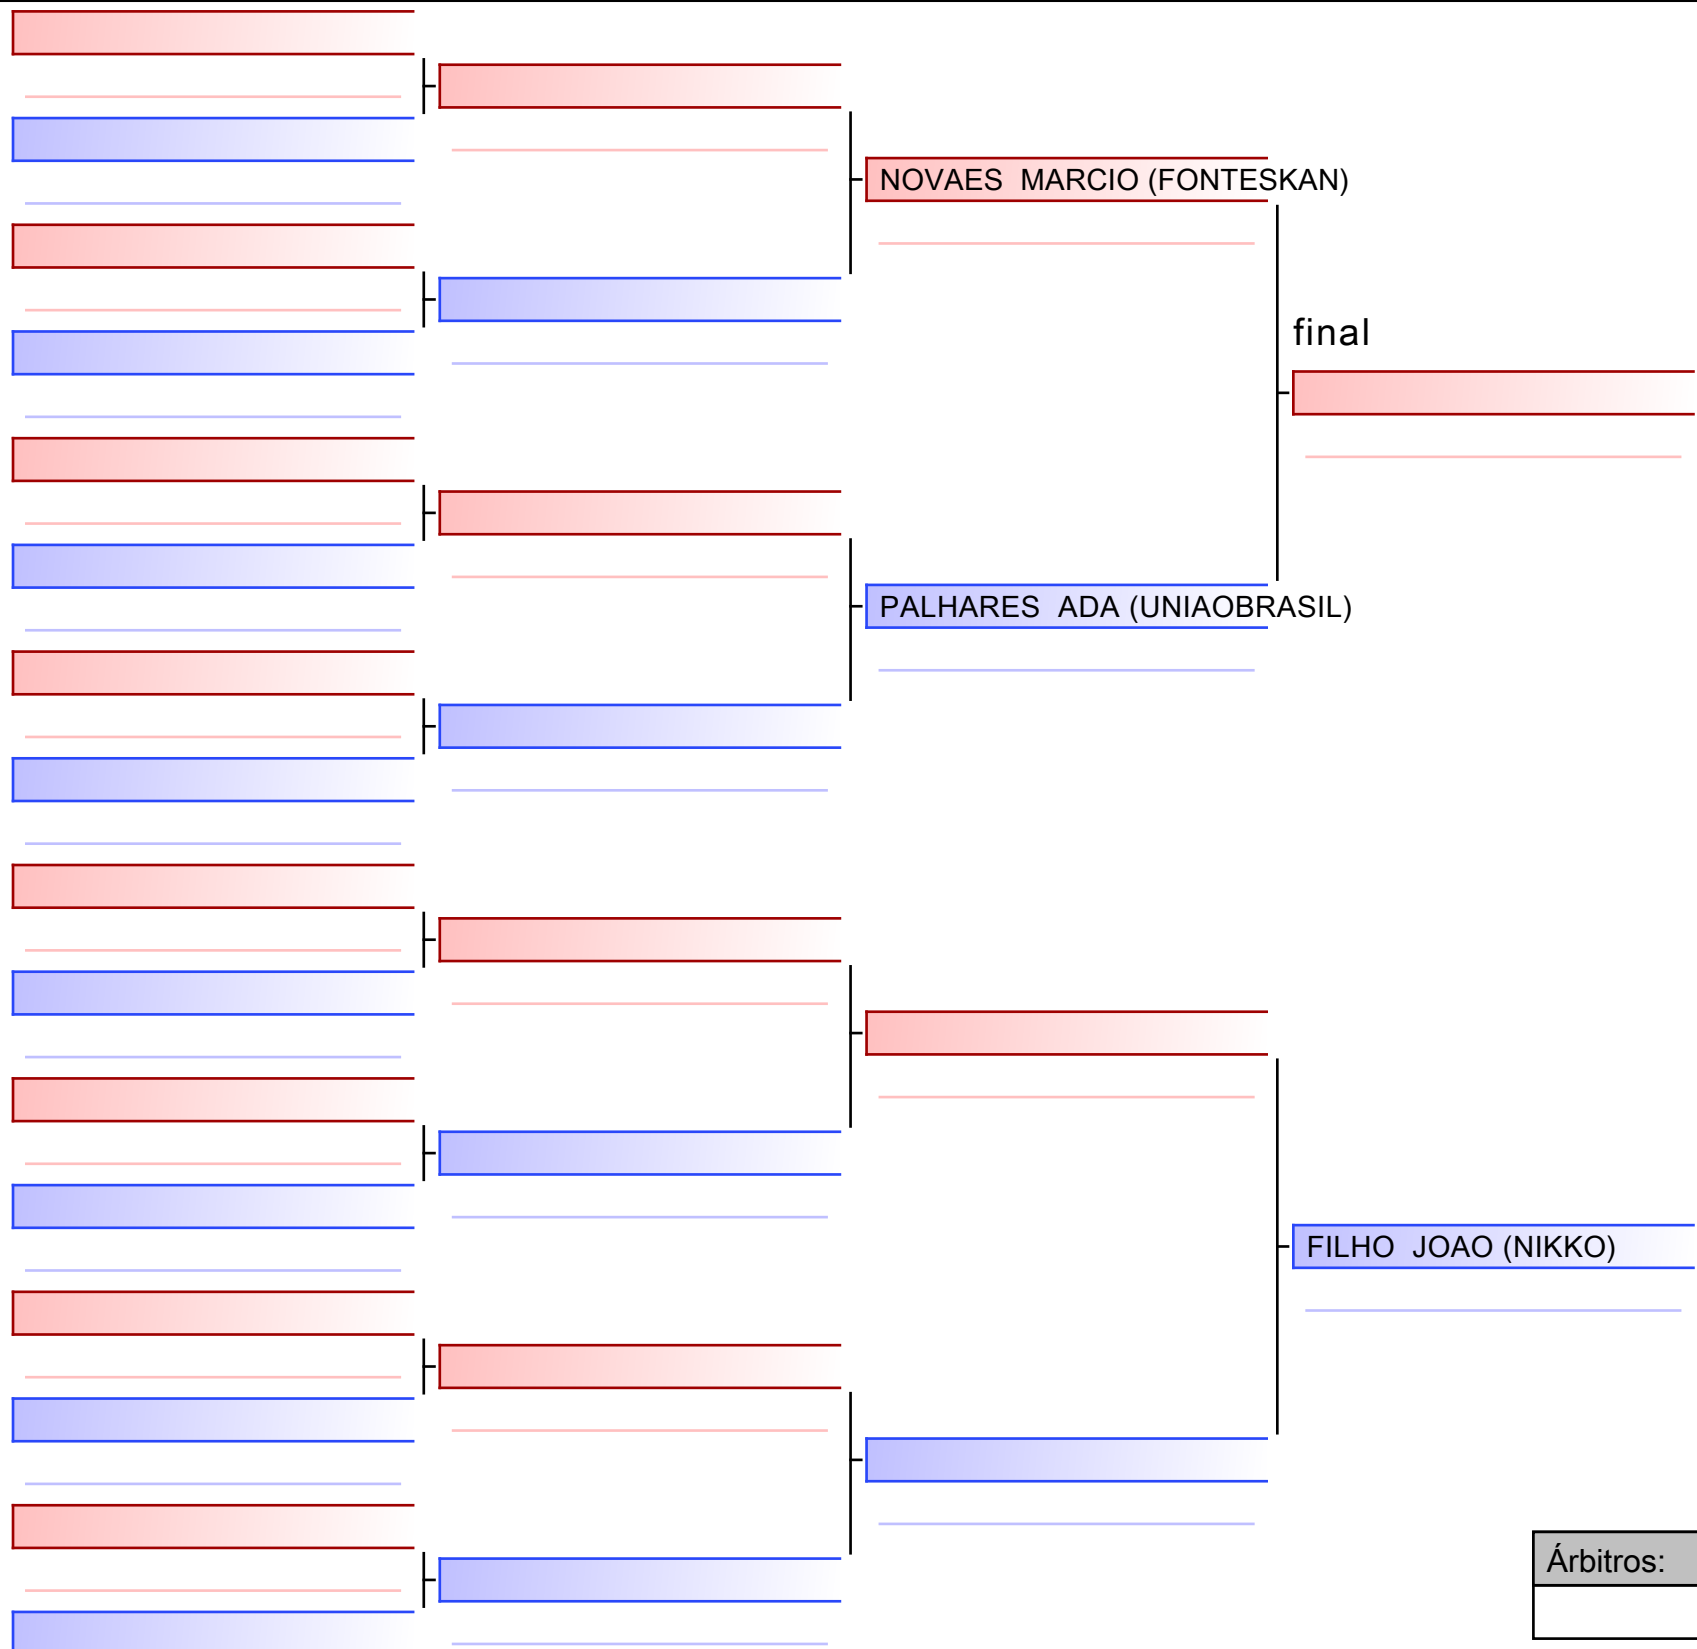 NOVAES  MARCIO (FONTESKAN)
final
PALHARES  ADA (UNIAOBRASIL)
FILHO  JOAO (NIKKO)
Árbitros: